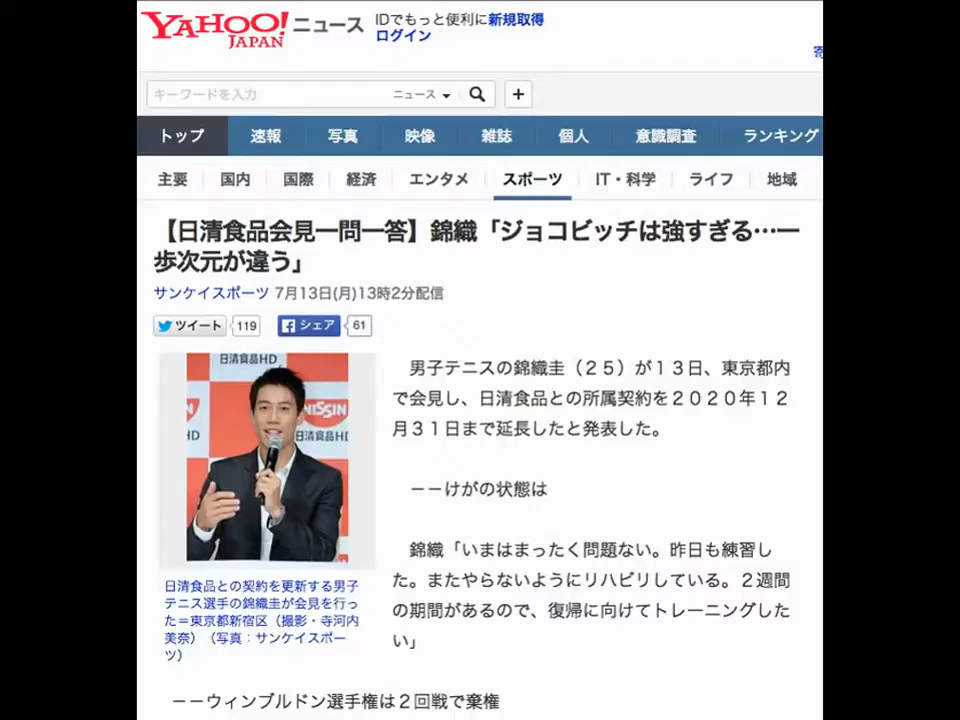 YAHOO! JAPAN ニュース
IDでもっと便利に新規取得
ログイン
寄
キーワードを入力 ニュース
トップ 速報 写真 映像 雑誌 個人 意識調査 ランキング
主要 国内 国際 経済 エンタメ スポーツ IT・科学 ライフ 地域
【日清食品会見一問一答】錦織「ジョコビッチは強すぎる…一
歩次元が違う」
サンケイスポーツ 7月13日(月)13時2分配信
ツイート 119 シェア 61
日清食品HD
NISSIN
日清食品HD
HD
日清食品との契約を更新する男子
テニス選手の錦織圭が会見を行っ
た＝東京都新宿区（撮影・寺河内
美奈）（写真：サンケイスポー
ツ）
男子テニスの錦織圭（２５）が１３日、東京都内
で会見し、日清食品との所属契約を２０２０年１２
月３１日まで延長したと発表した。
－－けがの状態は
錦織「いまはまったく問題ない。昨日も練習し
た。またやらないようにリハビリしている。２週間
の期間があるので、復帰に向けてトレーニングした
い」
－－ウィンブルドン選手権は２回戦で棄権